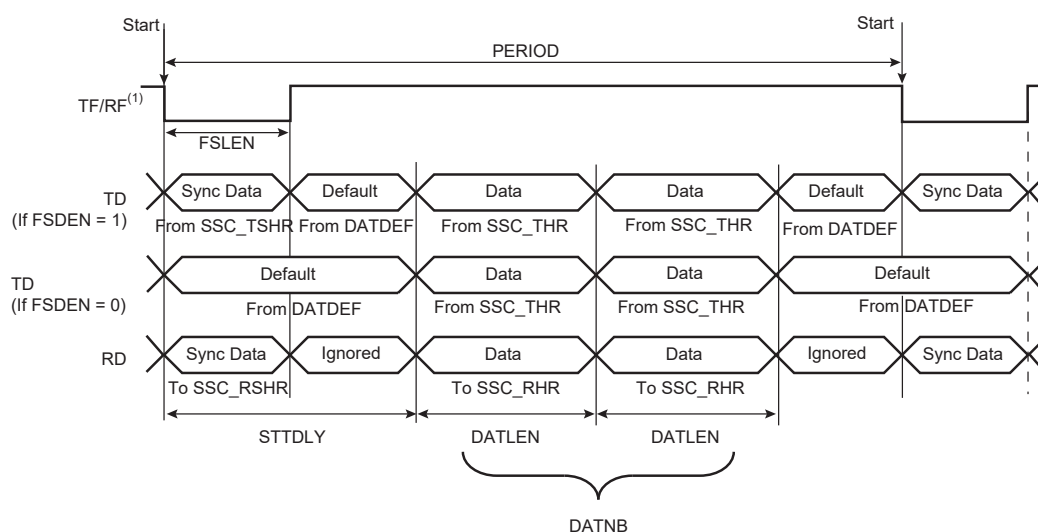 Start
Start
PERIOD
TF/RF(1)
FSLEN
TD
(If FSDEN = 1)
Sync Data
Default
Data
Data
Default
Sync Data
From SSC_TSHR
From DATDEF
From SSC_THR
From SSC_THR
From DATDEF
TD
(If FSDEN = 0)
Default
Data
Data
Default
From DATDEF
From SSC_THR
From SSC_THR
From DATDEF
RD
Sync Data
Ignored
Data
Data
Ignored
Sync Data
To SSC_RSHR
To SSC_RHR
To SSC_RHR
STTDLY
DATLEN
DATLEN
DATNB